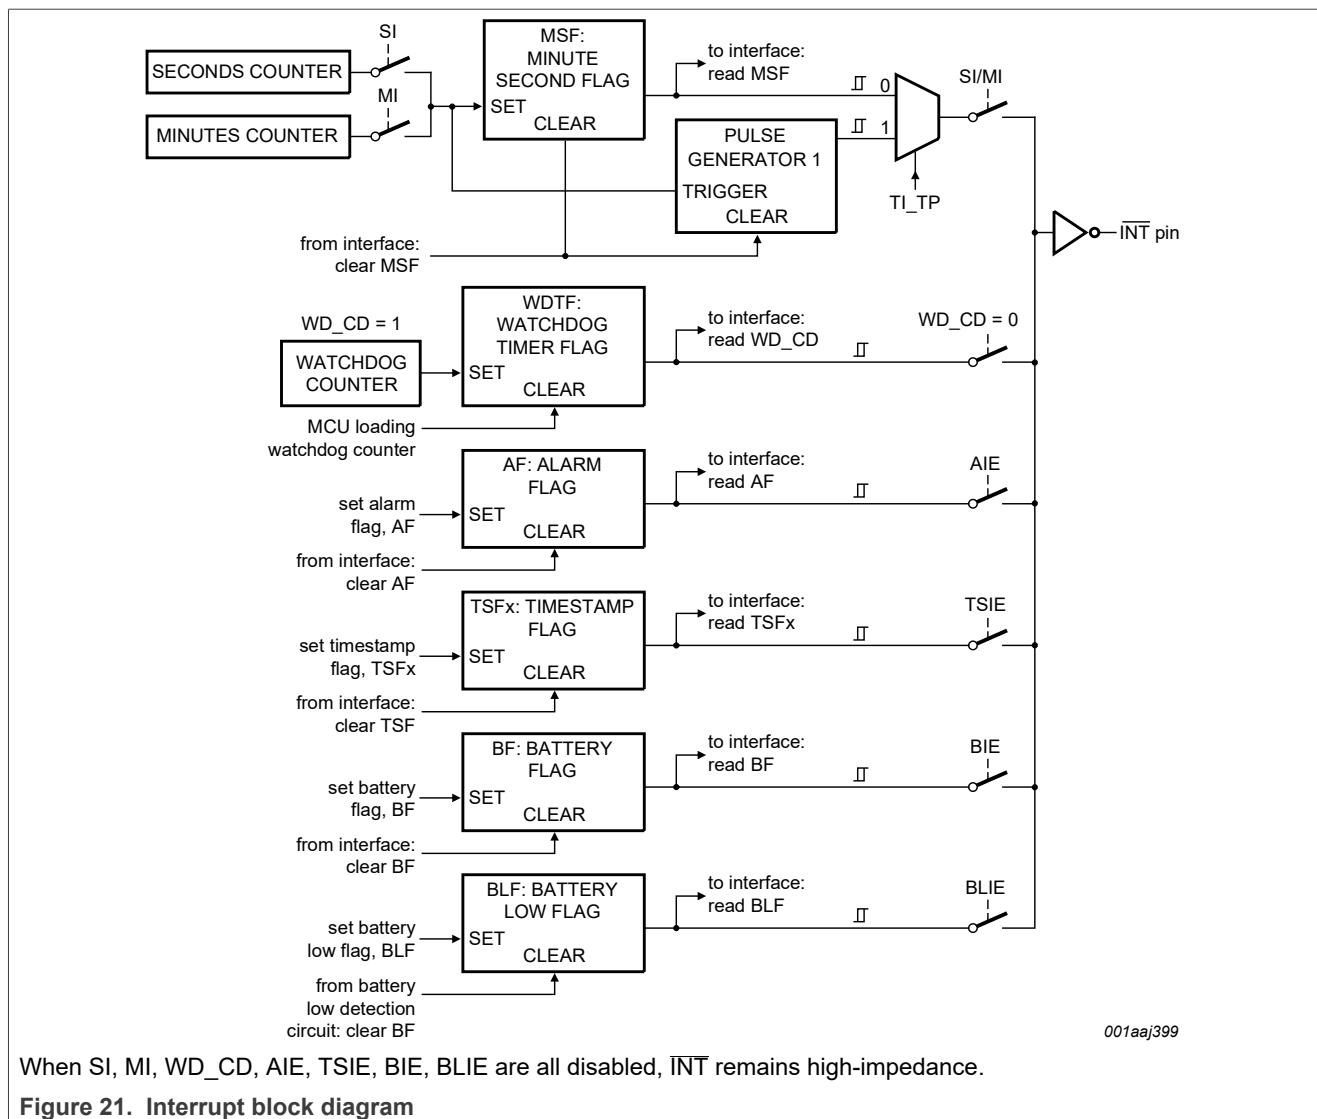 SI
SECONDS COUNTER
MI
MINUTES COUNTER
MSF:
MINUTE
SECOND FLAG
SET
CLEAR
to interface:
read MSF
0
1
SI/MI
PULSE
GENERATOR 1
TRIGGER
CLEAR
TI_TP
INT pin
from interface:
clear MSF
WD_CD = 1
WATCHDOG
COUNTER
WDTF:
WATCHDOG
TIMER FLAG
SET
CLEAR
to interface:
read WD_CD
WD_CD = 0
MCU loading
watchdog counter
AF: ALARM
FLAG
SET
CLEAR
to interface:
read AF
AIE
set alarm
flag, AF
from interface:
clear AF
TSFx: TIMESTAMP
FLAG
SET
CLEAR
to interface:
read TSFx
TSIE
set timestamp
flag, TSFx
from interface:
clear TSF
BF: BATTERY
FLAG
SET
CLEAR
to interface:
read BF
BIE
set battery
flag, BF
from interface:
clear BF
BLF: BATTERY
LOW FLAG
SET
CLEAR
to interface:
read BLF
BLIE
set battery
low flag, BLF
from battery
low detection
circuit: clear BF
001aaj399
When SI, MI, WD_CD, AIE, TSIE, BIE, BLIE are all disabled, INT remains high-impedance.
Figure 21. Interrupt block diagram